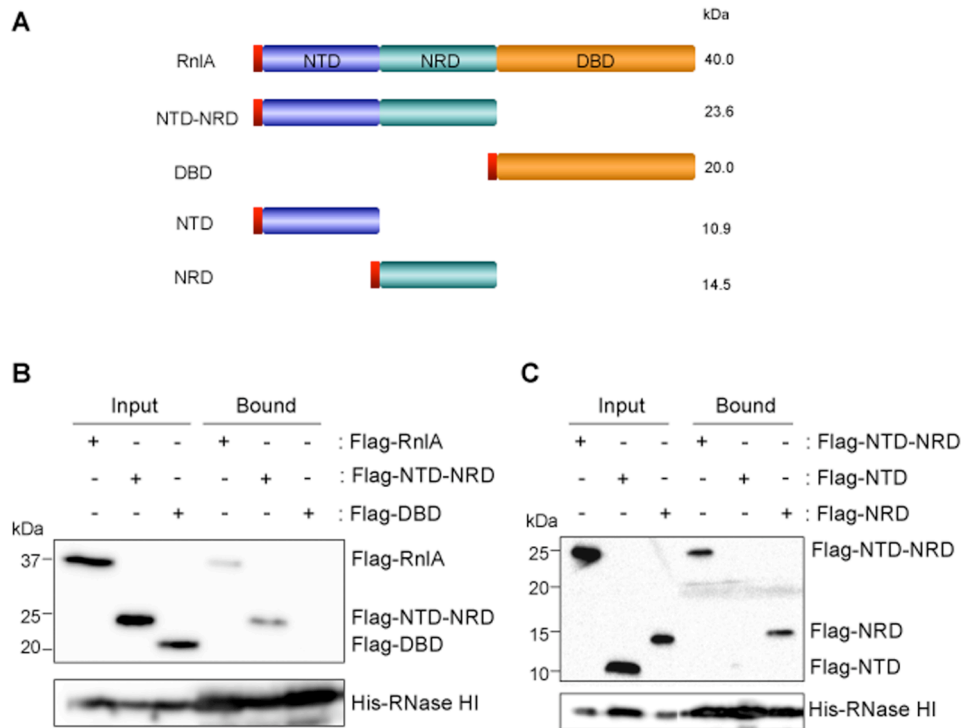 A
kDa
RnlA NTD NRD DBD 40.0
NTD-NRD 23.6
DBD 20.0
NTD 10.9
NRD 14.5
B
Input Bound
+ - - + - - : Flag-RnlA
- + - - + - : Flag-NTD-NRD
- - + - - + : Flag-DBD
kDa
37 Flag-RnlA
25 Flag-NTD-NRD
20 Flag-DBD
His-RNase HI
C
Input Bound
+ - - + - - : Flag-NTD-NRD
- + - - + - : Flag-NTD
- - + - - + : Flag-NRD
kDa
25 Flag-NTD-NRD
20
15 Flag-NRD
10 Flag-NTD
His-RNase HI